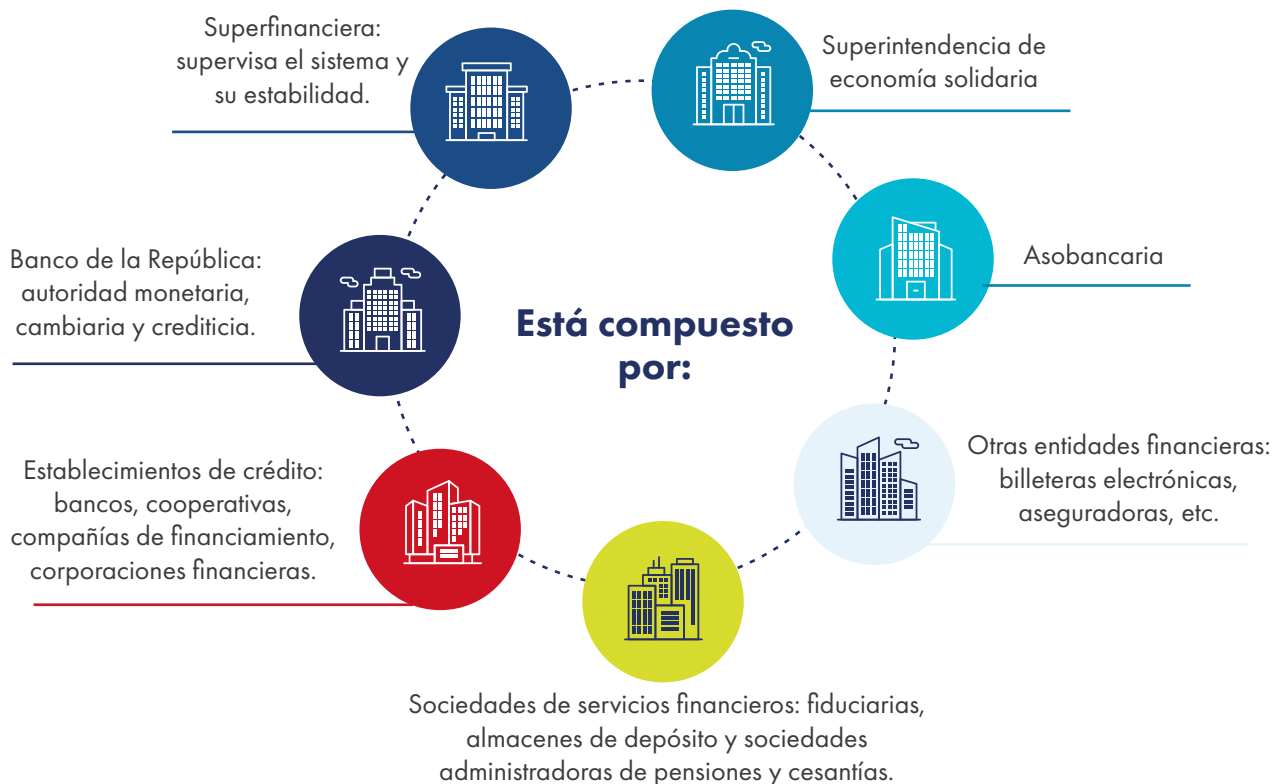 Superfinanciera:
supervisa el sistema y
su estabilidad.
Superintendencia de
economía solidaria
Banco de la República:
autoridad monetaria,
cambiaria y crediticia.
Está compuesto
por:
Asobancaria
Establecimientos de crédito:
bancos, cooperativas,
compañías de financiamiento,
corporaciones financieras.
Otras entidades financieras:
billeteras electrónicas,
aseguradoras, etc.
Sociedades de servicios financieros: fiduciarias,
almacenes de depósito y sociedades
administradoras de pensiones y cesantías.